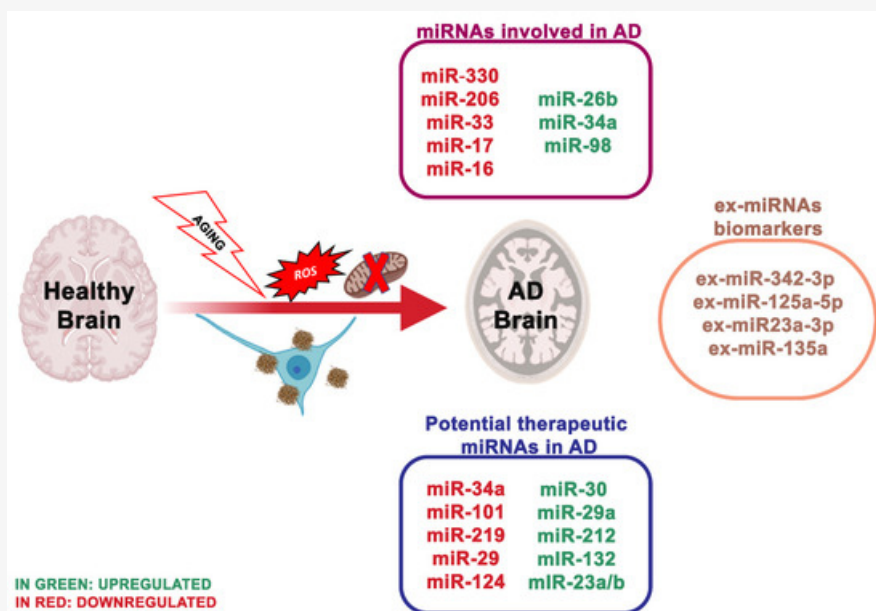 miRNAs involved in AD
miR-330
miR-206
miR-33
miR-17
miR-16
miR-26b
miR-34a
miR-98
AGING
ROS
X
Healthy
Brain
AD
Brain
ex-miRNAs
biomarkers
ex-miR-342-3p
ex-miR-125a-5p
ex-miR23a-3p
ex-miR-135a
Potential therapeutic
miRNAs in AD
miR-34a
miR-101
miR-219
miR-29
miR-124
miR-30
miR-29a
miR-212
mIR-132
mIR-23a/b
IN GREEN: UPREGULATED
IN RED: DOWNREGULATED